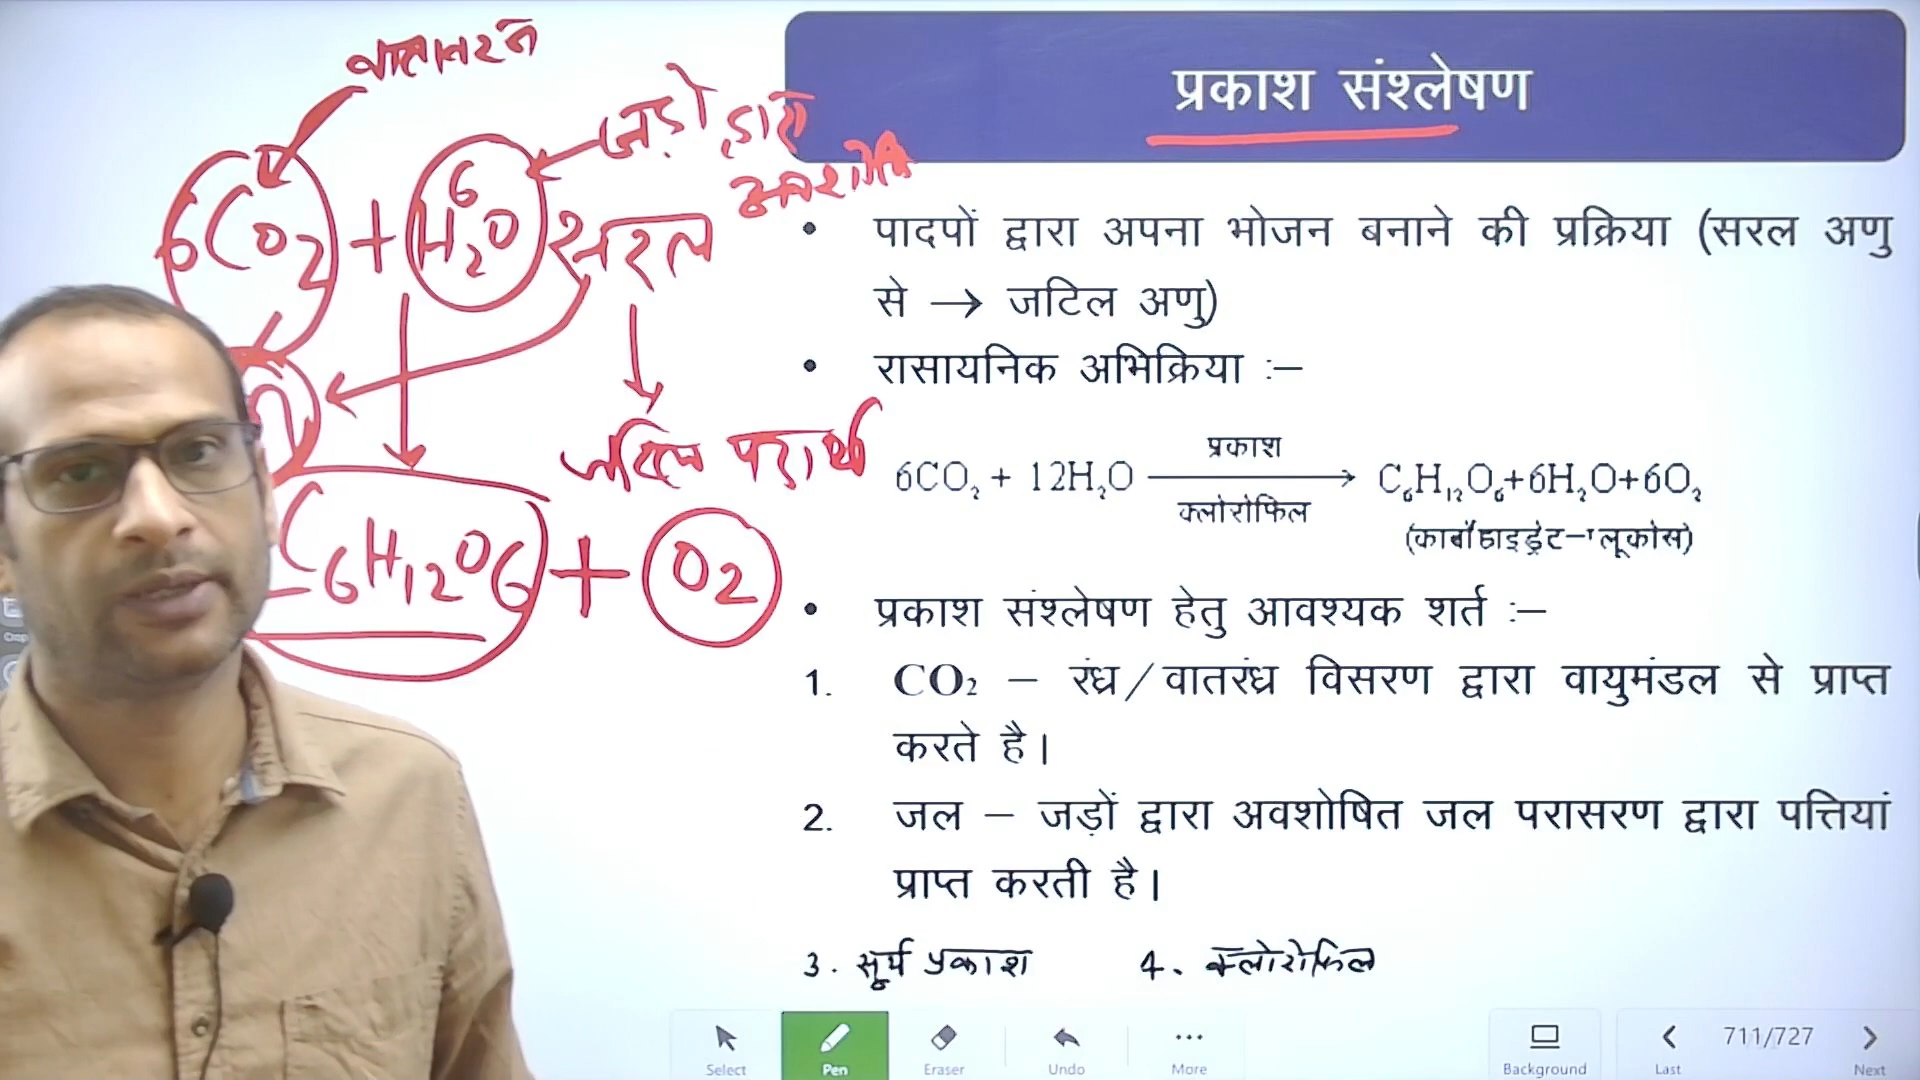 वातावरन
जड़ो द्वारा
6CO2 + 6H2O सरल
जटिल पदार्थ
C6H12O6 + O2
प्रकाश संश्लेषण
• पादपों द्वारा अपना भोजन बनाने की प्रक्रिया (सरल अणु
से → जटिल अणु)
• रासायनिक अभिक्रिया :–
प्रकाश
6CO₂ + 12H₂O ⟶ C₆H₁₂O₆+6H₂O+6O₂
क्लोरोफिल
(कार्बोहाइड्रेट–ग्लूकोस)
• प्रकाश संश्लेषण हेतु आवश्यक शर्त :–
1. CO₂ – रंध्र/वातरंध्र विसरण द्वारा वायुमंडल से प्राप्त
करते है।
2. जल – जड़ों द्वारा अवशोषित जल परासरण द्वारा पत्तियां
प्राप्त करती है।
3. सूर्य प्रकाश 4. क्लोरोफिल
Select Pen Eraser Undo More Background Last 711/727 Next